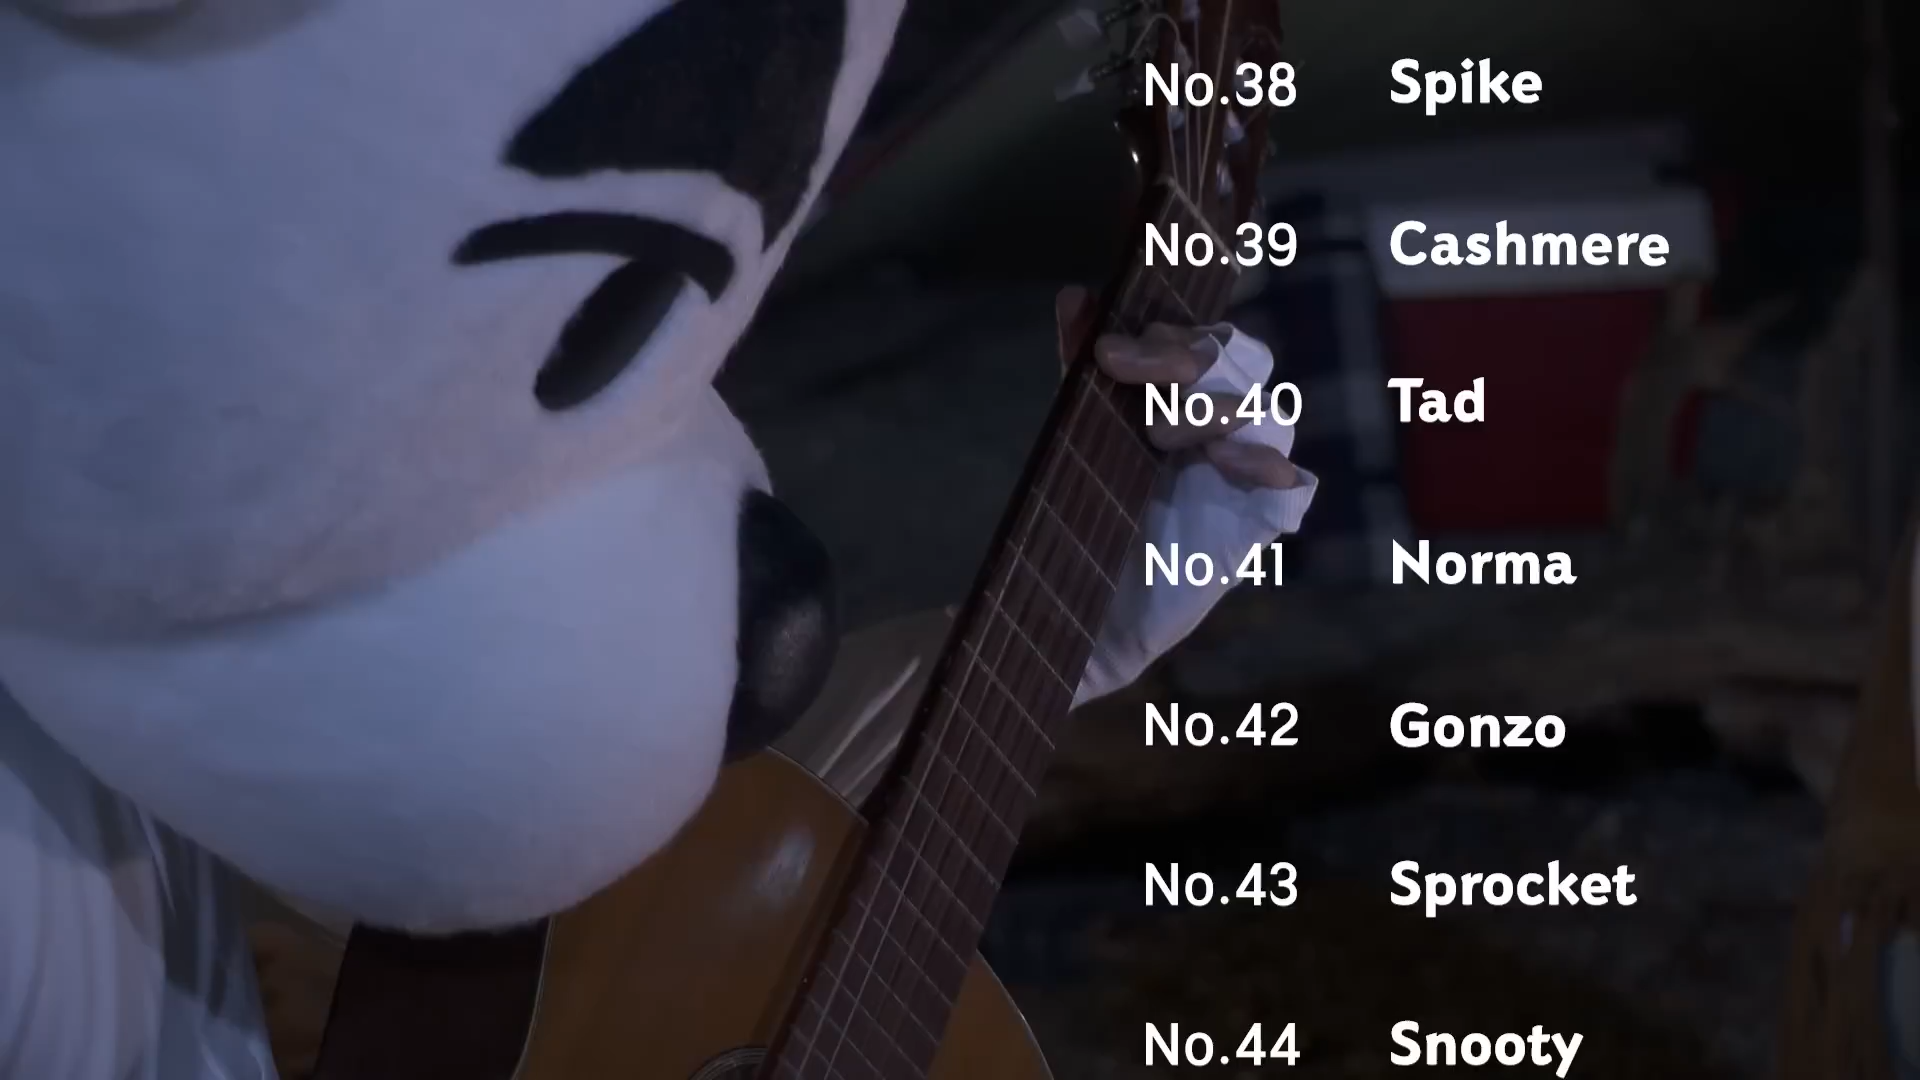 No.38 Spike
No.39 Cashmere
No.40 Tad
No.41 Norma
No.42 Gonzo
No.43 Sprocket
No.44 Snooty